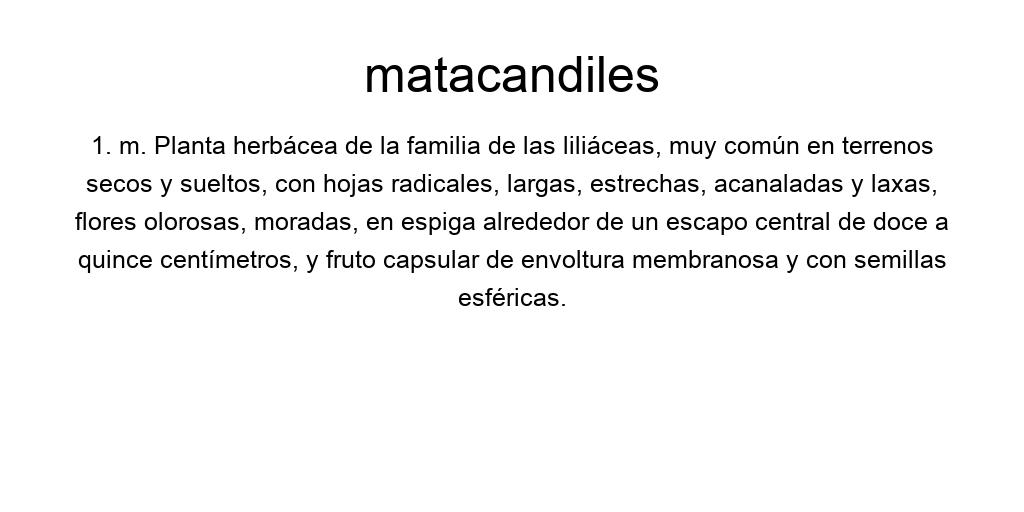 matacandiles
1. m. Planta herbácea de la familia de las liliáceas, muy común en terrenos
secos y sueltos, con hojas radicales, largas, estrechas, acanaladas y laxas,
flores olorosas, moradas, en espiga alrededor de un escapo central de doce a
quince centímetros, y fruto capsular de envoltura membranosa y con semillas
esféricas.